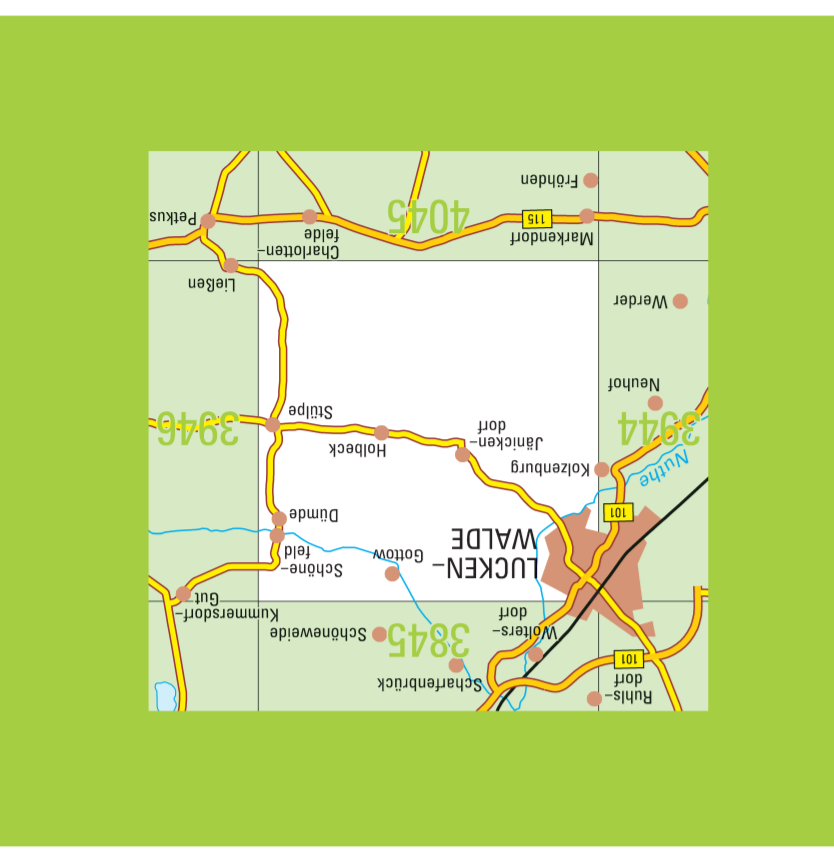 Ruhls-
dorf
Scharfenbrück
101
Wolters-
dorf
3845
Schöneweide
Kummersdorf-
Gut
LUCKEN-
WALDE
Gottow
Schöne-
feld
Dümde
101
Nuthe
Kolzenburg
Jänicken-
dorf
Holbeck
Stülpe
3944
3946
Neuhof
Werder
Ließen
Markendorf
115
4045
Charlotten-
felde
Petkus
Fröhden